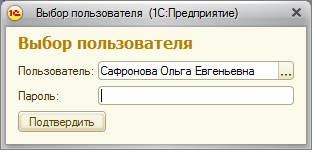 Выбор пользователя (1С:Предприятие)
Выбор пользователя
Пользователь: Сафронова Ольга Евгеньевна ...
Пароль:
Подтвердить